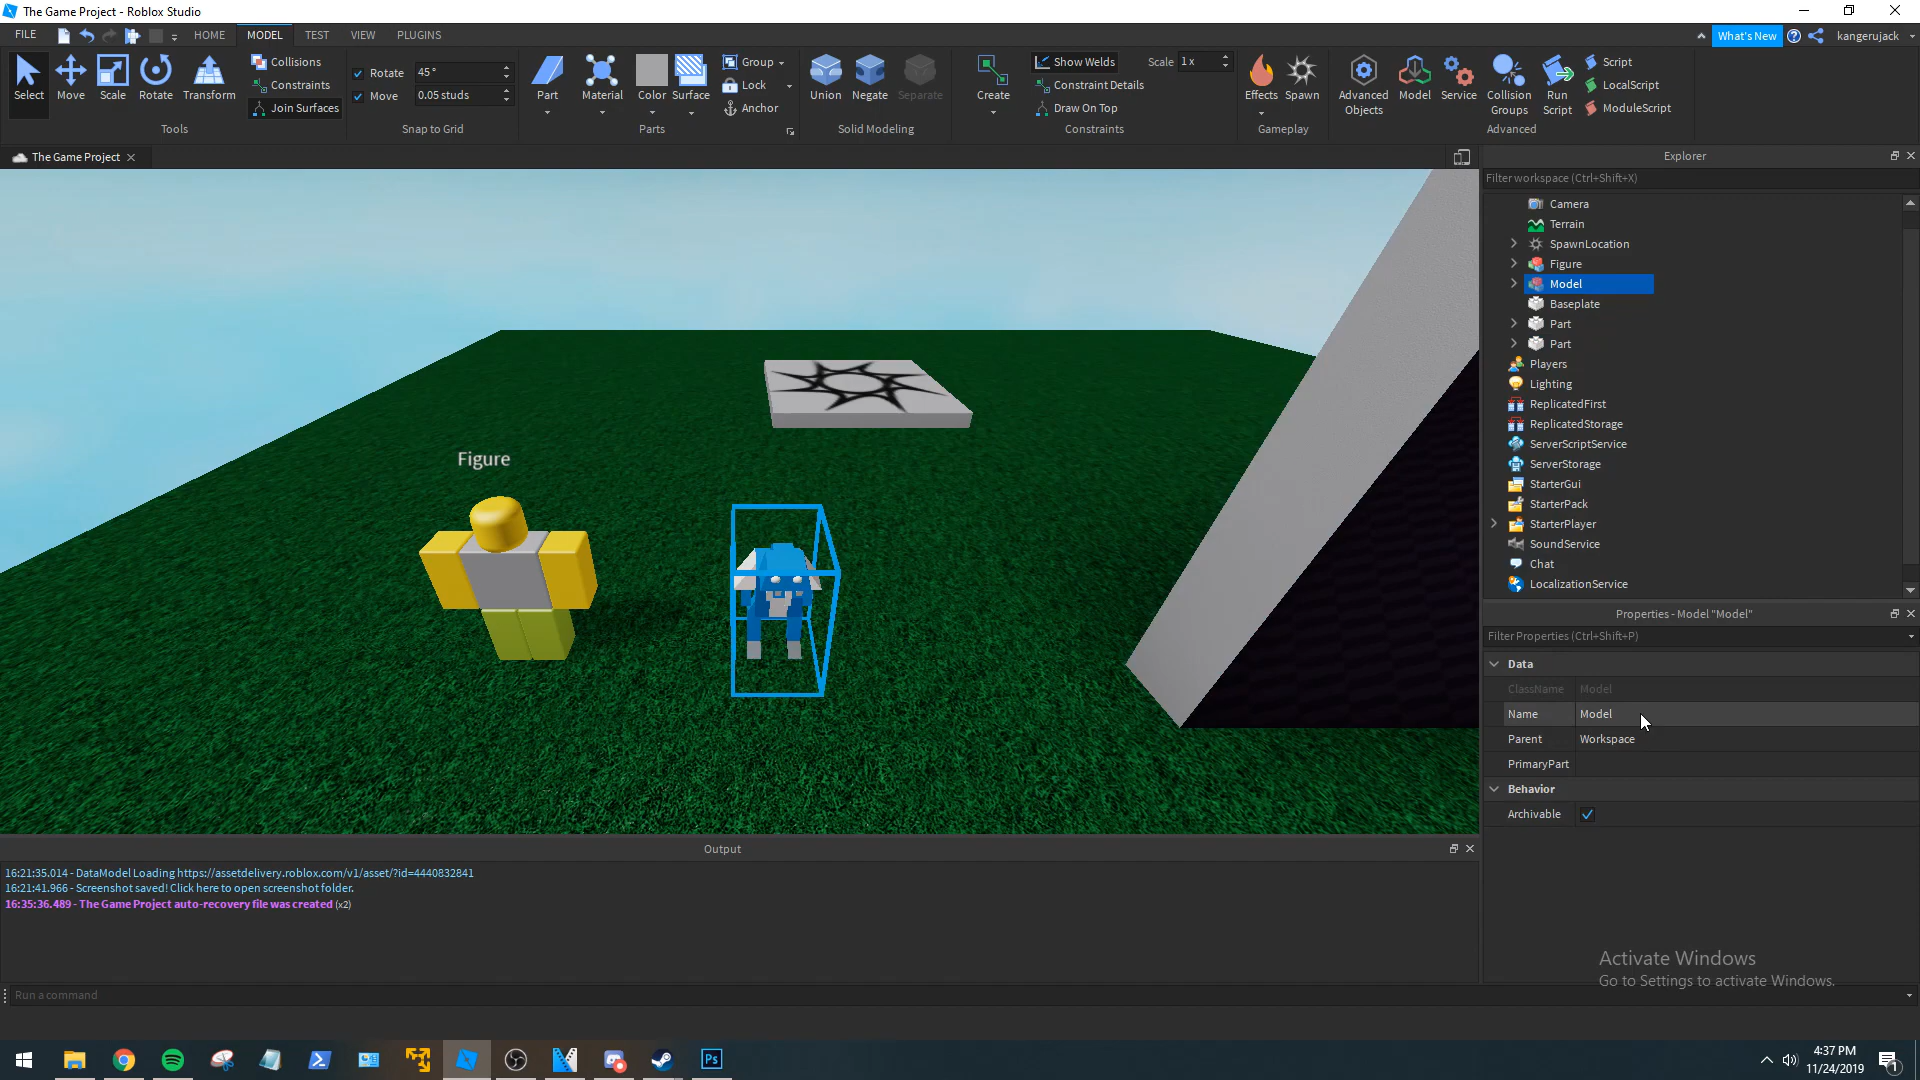 The Game Project - Roblox Studio
FILE HOME MODEL TEST VIEW PLUGINS What's New kangerujack
Select Move Scale Rotate Transform
Collisions
Constraints
Join Surfaces
Tools
Rotate 45°
Move 0.05 studs
Snap to Grid
Part Material Color Surface
Group
Lock
Anchor
Parts
Union Negate Separate
Solid Modeling
Create
Show Welds Scale 1x
Constraint Details
Draw On Top
Constraints
Effects Spawn
Gameplay
Advanced Objects
Model
Service
Collision Groups
Run Script
Script
LocalScript
ModuleScript
Advanced
The Game Project
Explorer
Filter workspace (Ctrl+Shift+X)
Camera
Terrain
SpawnLocation
Figure
Model
Baseplate
Part
Part
Players
Lighting
ReplicatedFirst
ReplicatedStorage
ServerScriptService
ServerStorage
StarterGui
StarterPack
StarterPlayer
SoundService
Chat
LocalizationService
Figure
Properties - Model "Model"
Filter Properties (Ctrl+Shift+P)
Data
ClassName Model
Name Model
Parent Workspace
PrimaryPart
Behavior
Archivable
Output
16:21:35.014 - DataModel Loading https://assetdelivery.roblox.com/v1/asset/?id=4440832841
16:21:41.966 - Screenshot saved! Click here to open screenshot folder.
16:35:36.489 - The Game Project auto-recovery file was created (x2)
Activate Windows
Go to Settings to activate Windows.
Run a command
Ps
4:37 PM
11/24/2019
1